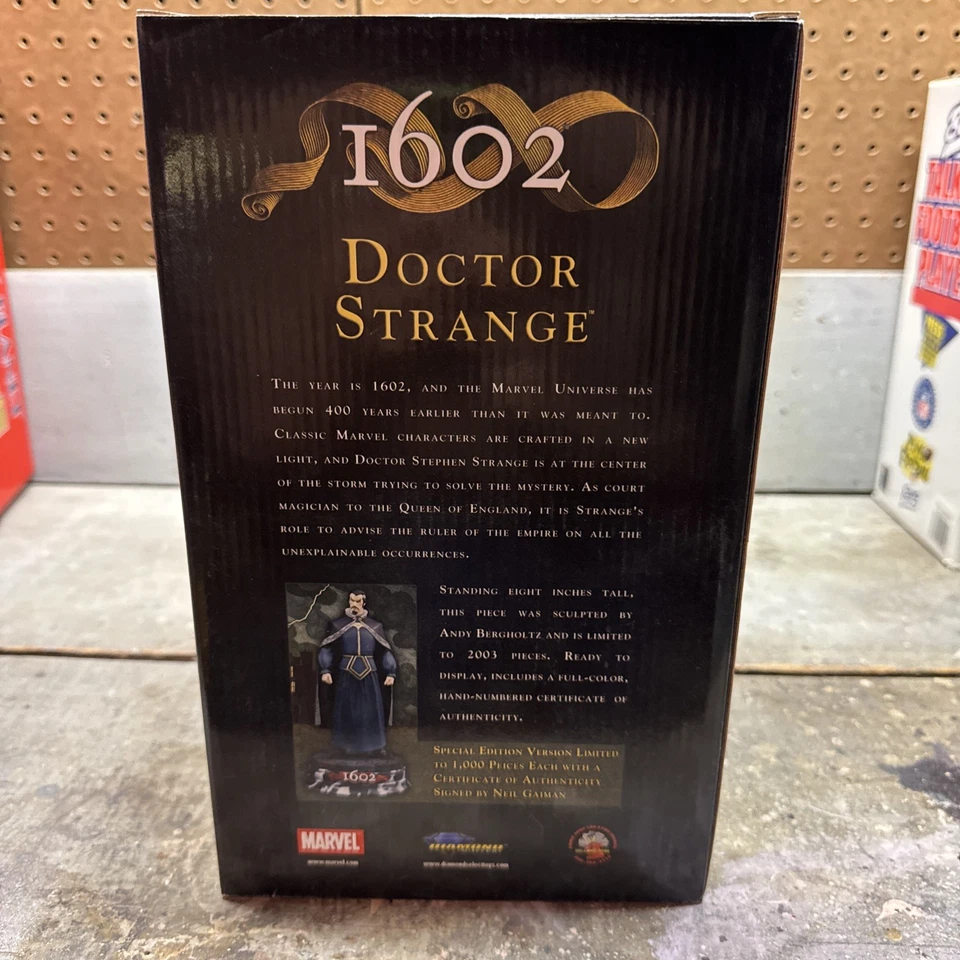 1602
DOCTOR
STRANGE™
THE YEAR IS 1602, AND THE MARVEL UNIVERSE HAS
BEGUN 400 YEARS EARLIER THAN IT WAS MEANT TO.
CLASSIC MARVEL CHARACTERS ARE CRAFTED IN A NEW
LIGHT, AND DOCTOR STEPHEN STRANGE IS AT THE CENTER
OF THE STORM TRYING TO SOLVE THE MYSTERY. AS COURT
MAGICIAN TO THE QUEEN OF ENGLAND, IT IS STRANGE'S
ROLE TO ADVISE THE RULER OF THE EMPIRE ON ALL THE
UNEXPLAINABLE OCCURRENCES.
STANDING EIGHT INCHES TALL,
THIS PIECE WAS SCULPTED BY
ANDY BERGHOLTZ AND IS LIMITED
TO 2003 PIECES. READY TO
DISPLAY, INCLUDES A FULL-COLOR,
HAND-NUMBERED CERTIFICATE OF
AUTHENTICITY.
SPECIAL EDITION VERSION LIMITED
TO 1,000 PEICES EACH WITH A
CERTIFICATE OF AUTHENTICITY
SIGNED BY NEIL GAIMAN
1602
MARVEL
www.marvel.com
DIAMOND
www.diamondselecttoys.com